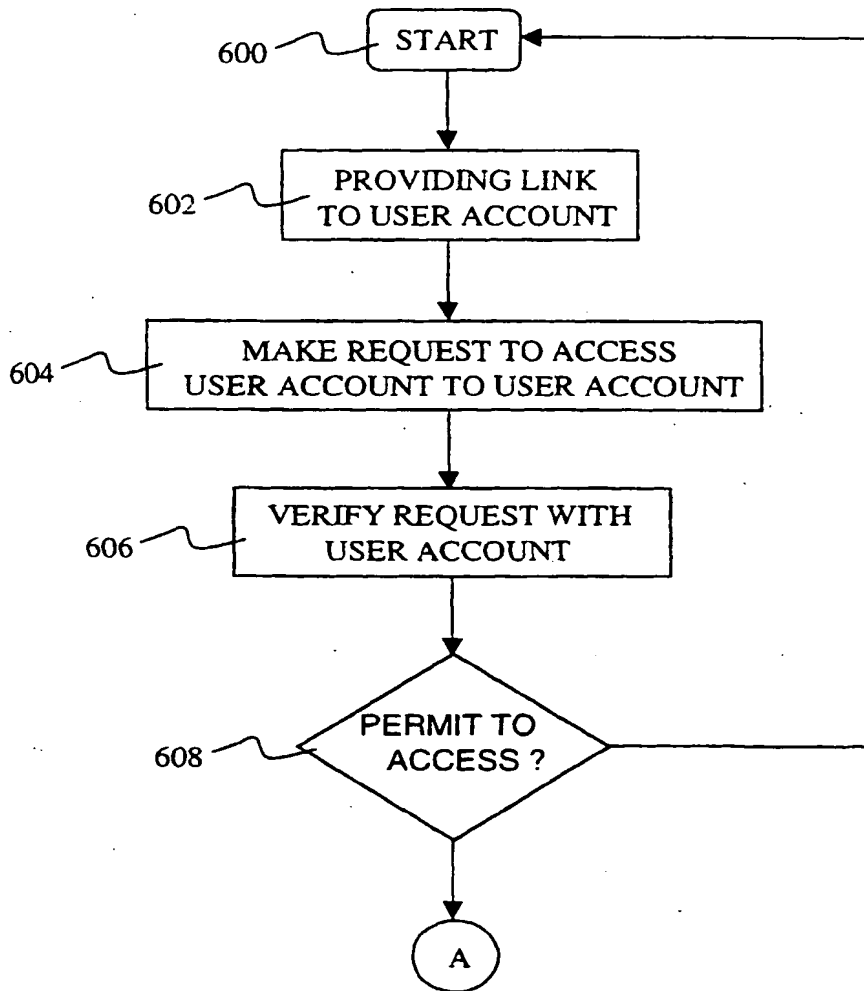 START
600
PROVIDING LINK
TO USER ACCOUNT
602
MAKE REQUEST TO ACCESS
USER ACCOUNT TO USER ACCOUNT
604
VERIFY REQUEST WITH
USER ACCOUNT
606
PERMIT TO
ACCESS ?
608
A